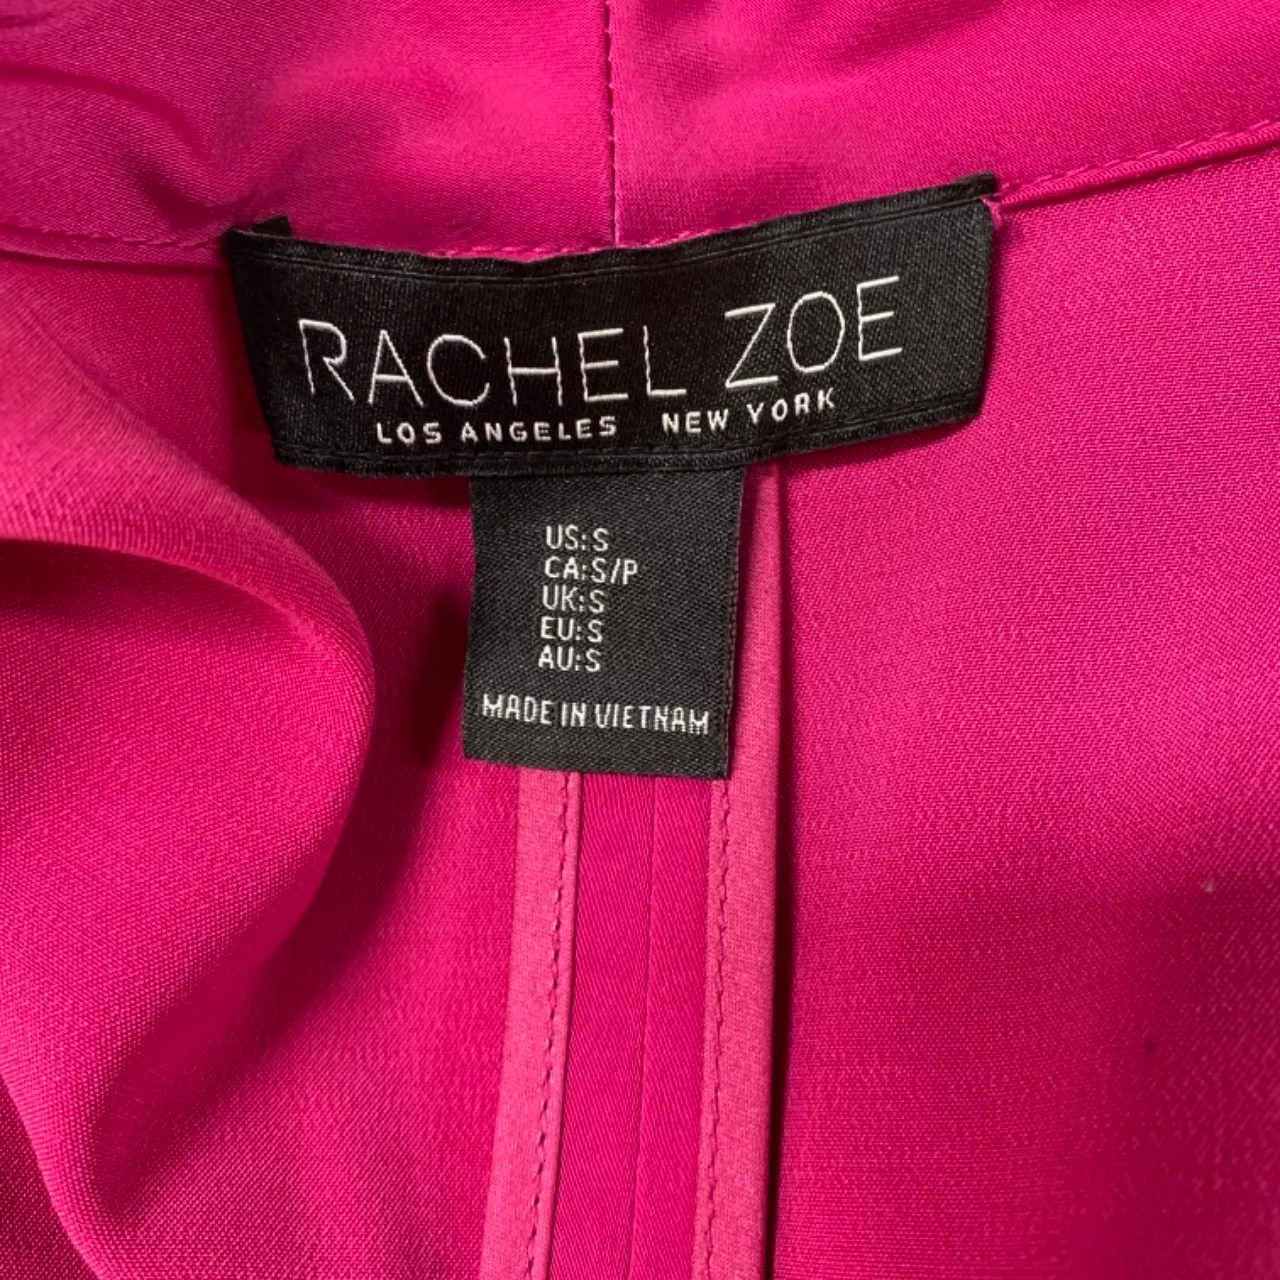 RACHEL ZOE
LOS ANGELES NEW YORK
US:S
CA:S/P
UK:S
EU:S
AU:S
MADE IN VIETNAM